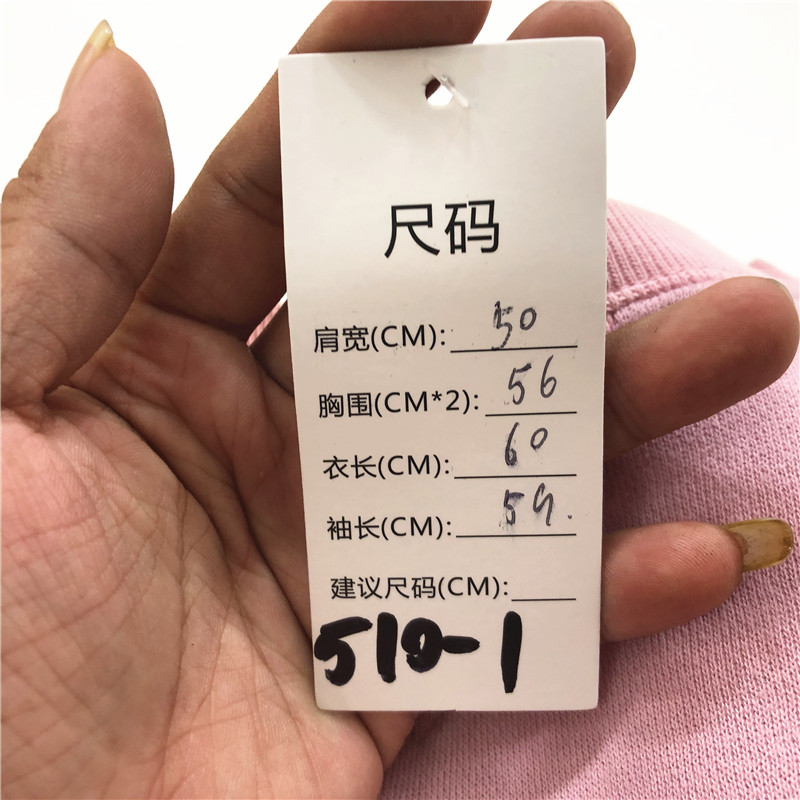 尺码
肩宽(CM): 50
胸围(CM*2): 56
衣长(CM): 60
袖长(CM): 54.
建议尺码(CM):
510-1